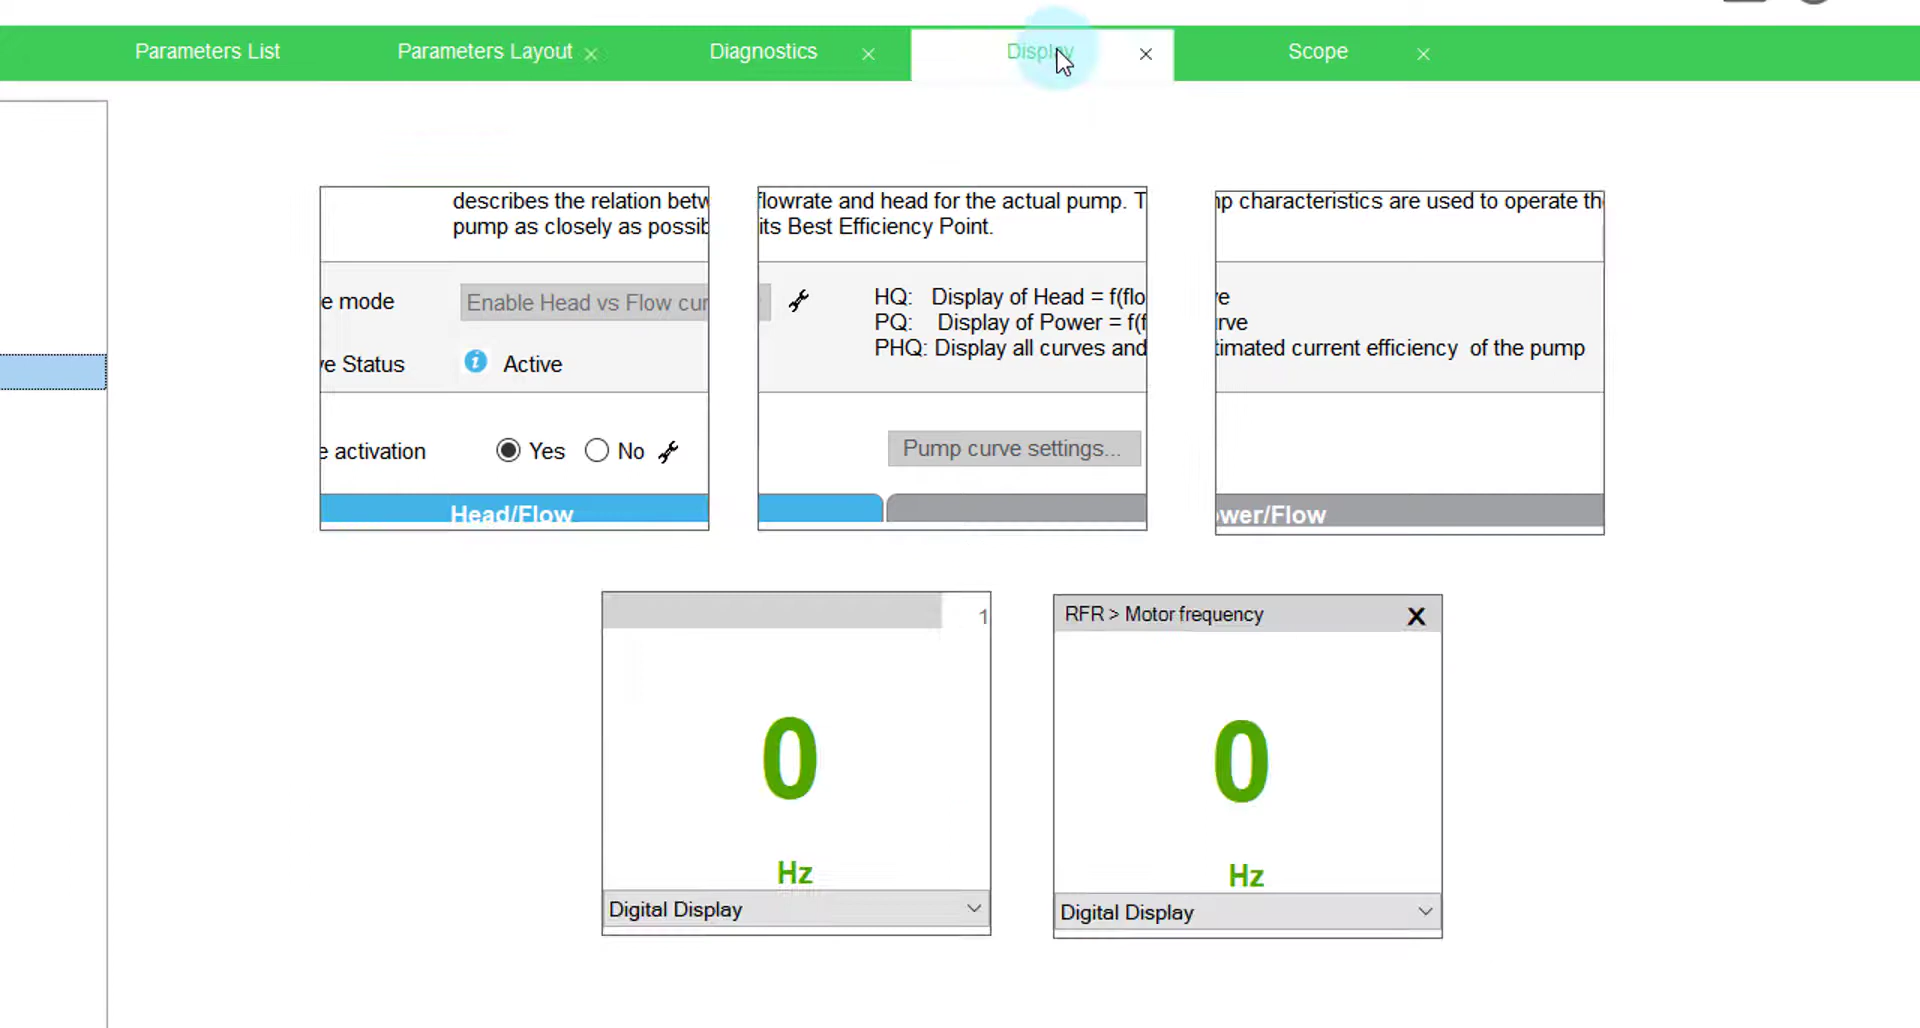 Parameters List
Parameters Layout
Diagnostics
Display
Scope
describes the relation betw
pump as closely as possib
e mode
Enable Head vs Flow cur
ve Status
Active
e activation
Yes
No
Head/Flow
flowrate and head for the actual pump. T
its Best Efficiency Point.
HQ: Display of Head = f(flo
PQ: Display of Power = f(f
PHQ: Display all curves and
Pump curve settings...
p characteristics are used to operate the
ve
rve
timated current efficiency of the pump
wer/Flow
1
0
Hz
Digital Display
RFR > Motor frequency
X
0
Hz
Digital Display